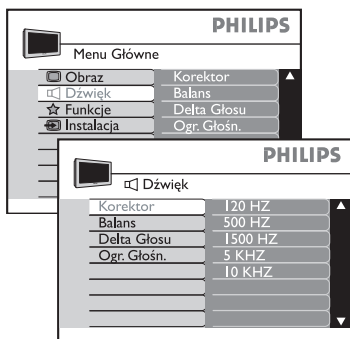 PHILIPS
Menu Główne
Obraz Korektor
Dźwięk Balans
Funkcje Delta Głosu
Instalacja Ogr. Głośn.
PHILIPS
Dźwięk
Korektor 120 HZ
Balans 500 HZ
Delta Głosu 1500 HZ
Ogr. Głośn. 5 KHZ
10 KHZ